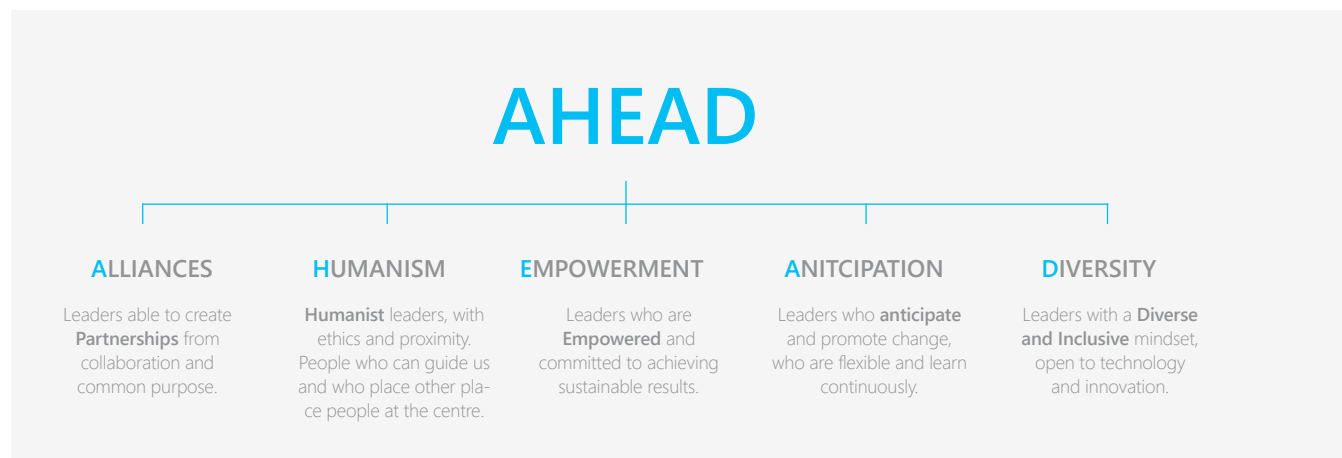 AHEAD
ALLIANCES
Leaders able to create
Partnerships from
collaboration and
common purpose.
HUMANISM
Humanist leaders, with
ethics and proximity.
People who can guide us
and who place other pla-
ce people at the centre.
EMPOWERMENT
Leaders who are
Empowered and
committed to achieving
sustainable results.
ANITCIPATION
Leaders who anticipate
and promote change,
who are flexible and learn
continuously.
DIVERSITY
Leaders with a Diverse
and Inclusive mindset,
open to technology
and innovation.